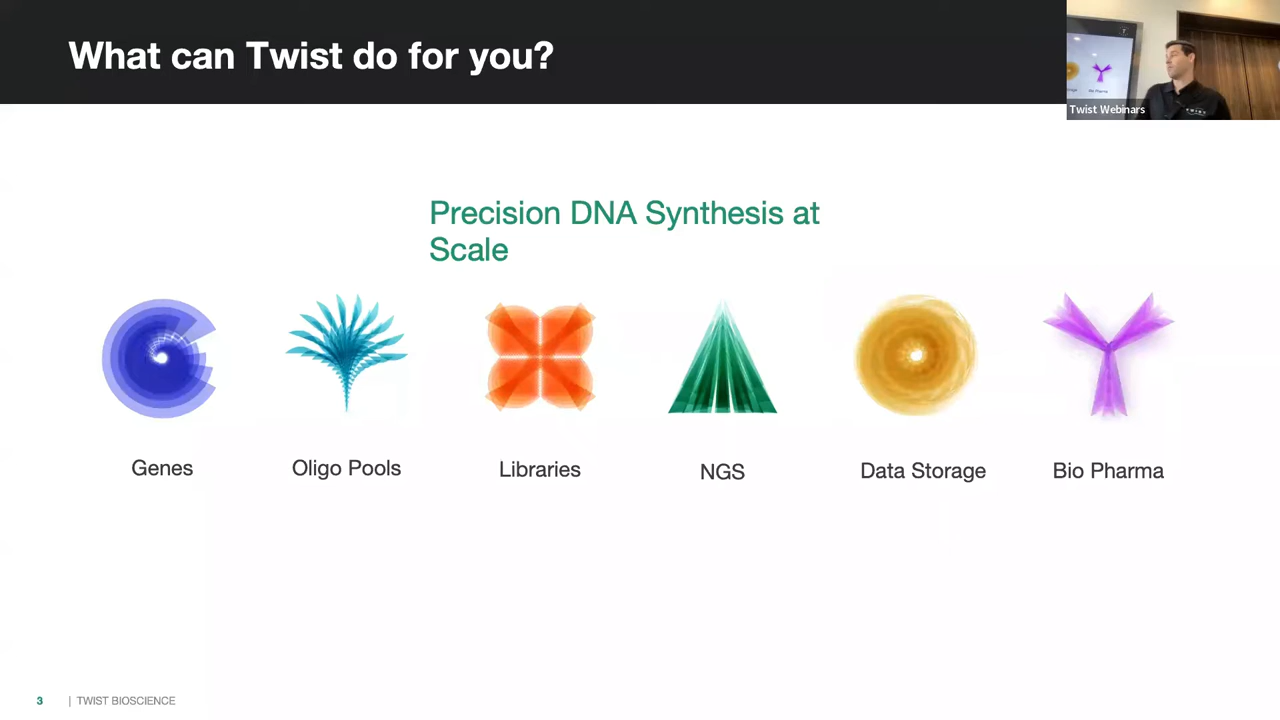 What can Twist do for you?
Twist Webinars
Precision DNA Synthesis at
Scale
Genes
Oligo Pools
Libraries
NGS
Data Storage
Bio Pharma
3 | TWIST BIOSCIENCE